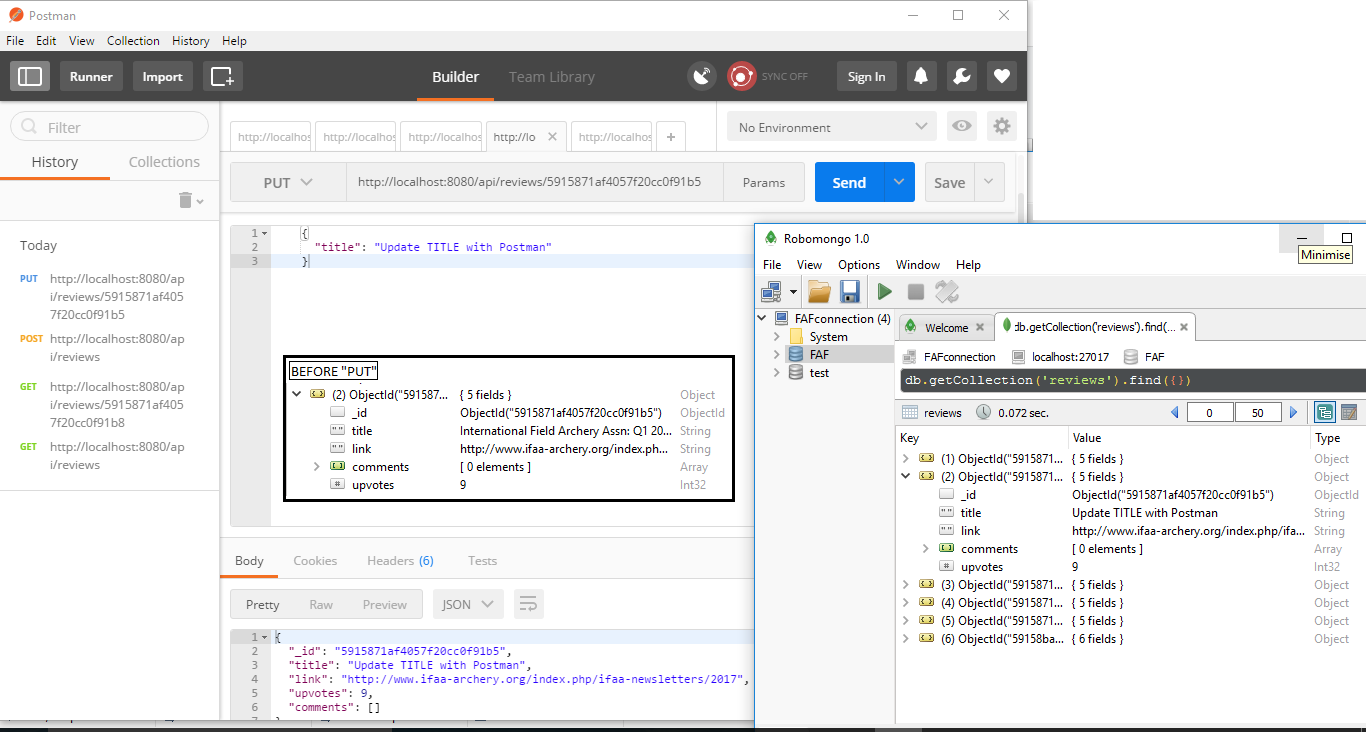 Postman
File Edit View Collection History Help
Runner Import Builder Team Library SYNC OFF Sign In
Filter
History Collections
Today
PUT http://localhost:8080/ap
i/reviews/5915871af405
7f20cc0f91b5
POST http://localhost:8080/ap
i/reviews
GET http://localhost:8080/ap
i/reviews/5915871af405
7f20cc0f91b8
GET http://localhost:8080/ap
i/reviews
http://localhos http://localhos http://localhos http://lo http://localhos +
No Environment
PUT http://localhost:8080/api/reviews/5915871af4057f20cc0f91b5 Params Send Save
1 {
2 "title": "Update TITLE with Postman"
3 }
BEFORE "PUT"
(2) ObjectId("591587... { 5 fields } Object
_id ObjectId("5915871af4057f20cc0f91b5") ObjectId
title International Field Archery Assn: Q1 20... String
link http://www.ifaa-archery.org/index.ph... String
comments [ 0 elements ] Array
upvotes 9 Int32
Body Cookies Headers (6) Tests
Pretty Raw Preview JSON
1 {
2 "_id": "5915871af4057f20cc0f91b5",
3 "title": "Update TITLE with Postman",
4 "link": "http://www.ifaa-archery.org/index.php/ifaa-newsletters/2017",
5 "upvotes": 9,
6 "comments": []
7 }
Robomongo 1.0
Minimise
File View Options Window Help
FAFconnection (4)
System
FAF
test
Welcome db.getCollection('reviews').find(...
FAFconnection localhost:27017 FAF
db.getCollection('reviews').find({})
reviews 0.072 sec. 0 50
Key Value Type
(1) ObjectId("5915871... { 5 fields } Object
(2) ObjectId("5915871... { 5 fields } Object
_id ObjectId("5915871af4057f20cc0f91b5") ObjectId
title Update TITLE with Postman String
link http://www.ifaa-archery.org/index.php/ifa... String
comments [ 0 elements ] Array
upvotes 9 Int32
(3) ObjectId("5915871... { 5 fields } Object
(4) ObjectId("5915871... { 5 fields } Object
(5) ObjectId("5915871... { 5 fields } Object
(6) ObjectId("59158ba... { 6 fields } Object